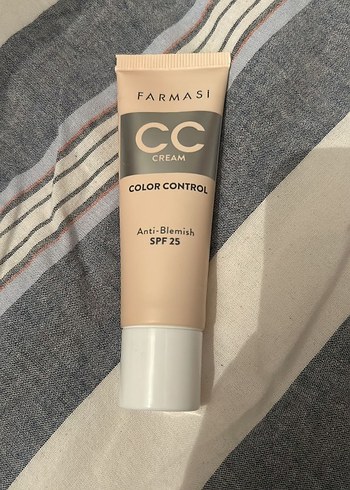 FARMASİ
CC
CREAM
COLOR CONTROL
Anti-Blemish
SPF 25